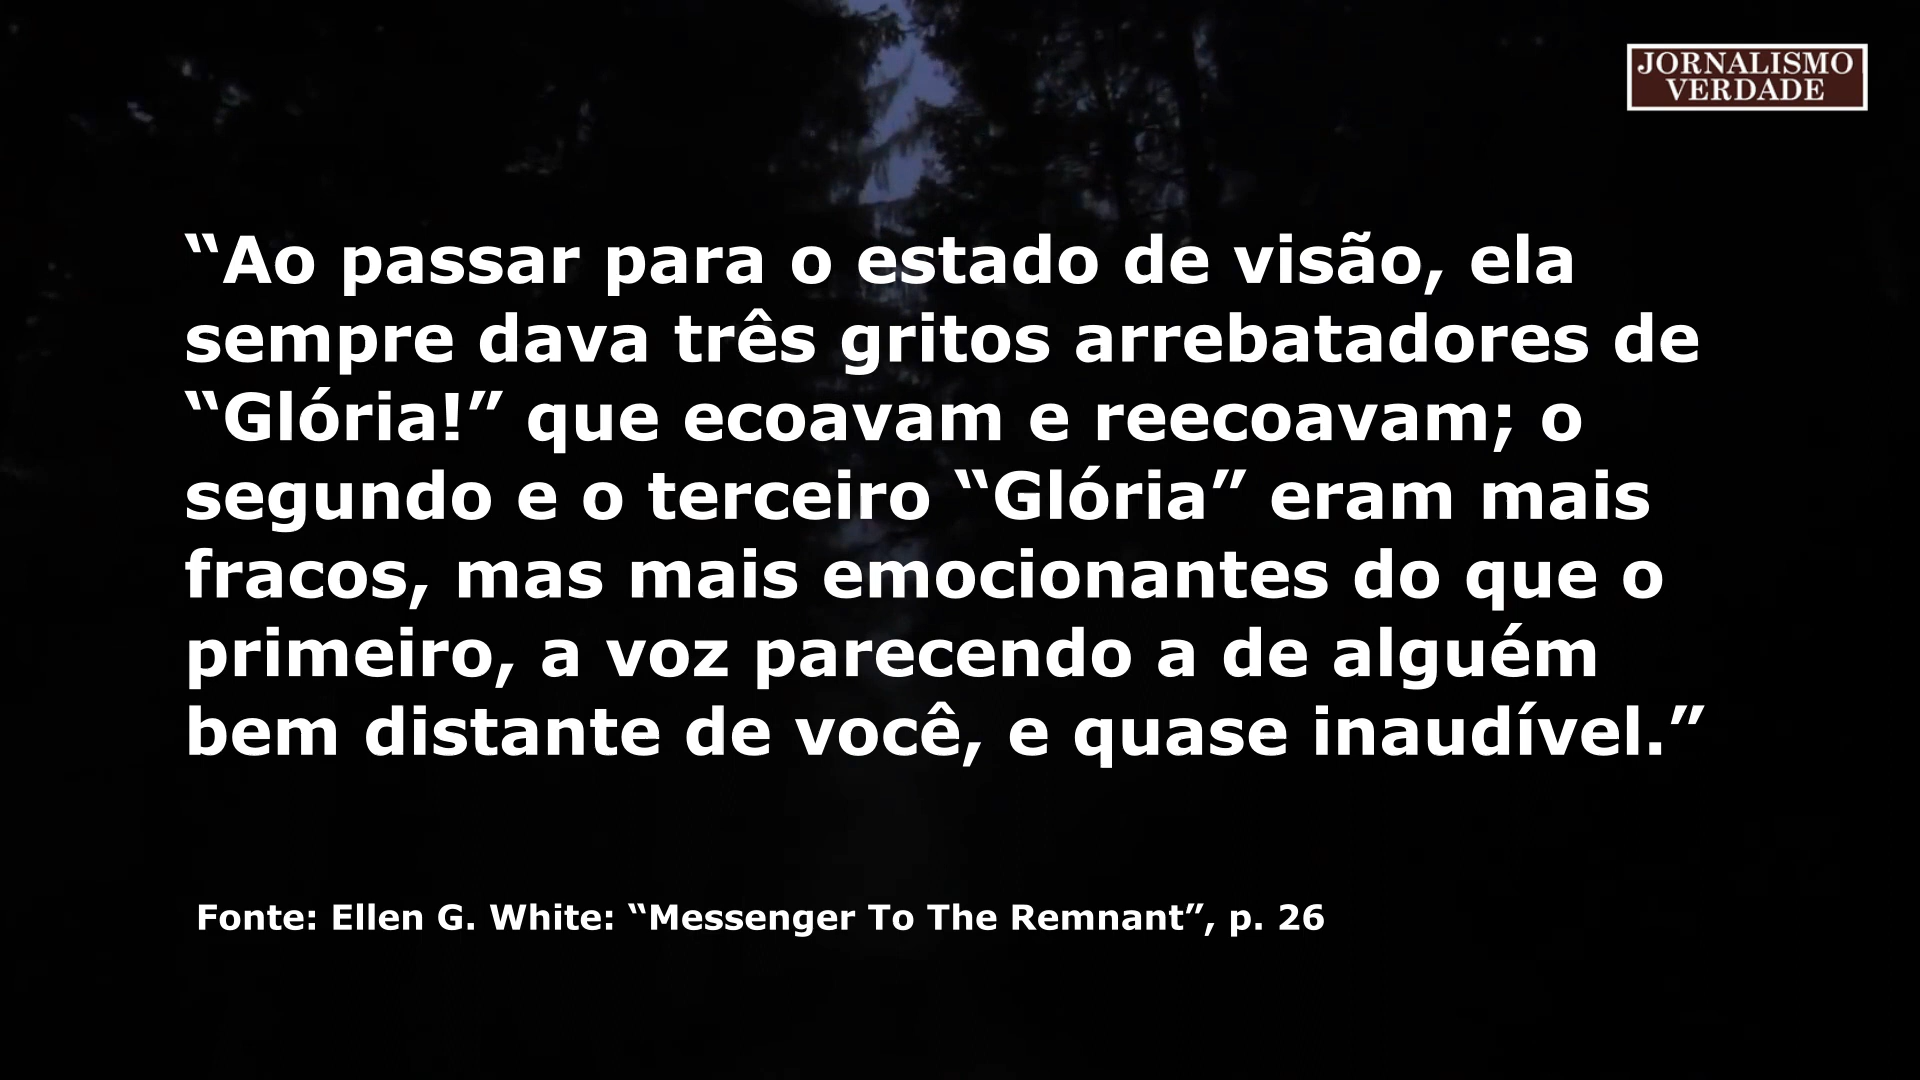 JORNALISMO
VERDADE
“Ao passar para o estado de visão, ela
sempre dava três gritos arrebatadores de
“Glória!” que ecoavam e reecoavam; o
segundo e o terceiro “Glória” eram mais
fracos, mas mais emocionantes do que o
primeiro, a voz parecendo a de alguém
bem distante de você, e quase inaudível.”
Fonte: Ellen G. White: “Messenger To The Remnant”, p. 26